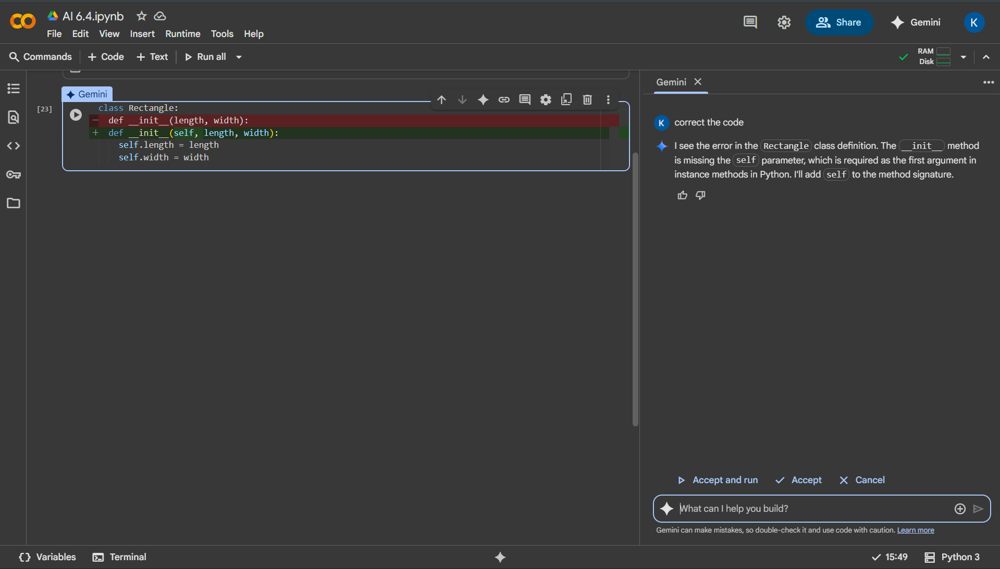 AI 6.4.ipynb
File Edit View Insert Runtime Tools Help
Share
Gemini
K
Commands + Code + Text Run all
RAM
Disk
Gemini
[23]
class Rectangle:
- def __init__(length, width):
+ def __init__(self, length, width):
self.length = length
self.width = width
Gemini
K
correct the code
I see the error in the Rectangle class definition. The __init__ method
is missing the self parameter, which is required as the first argument in
instance methods in Python. I'll add self to the method signature.
Accept and run Accept Cancel
What can I help you build?
Gemini can make mistakes, so double-check it and use code with caution. Learn more
Variables Terminal
15:49 Python 3